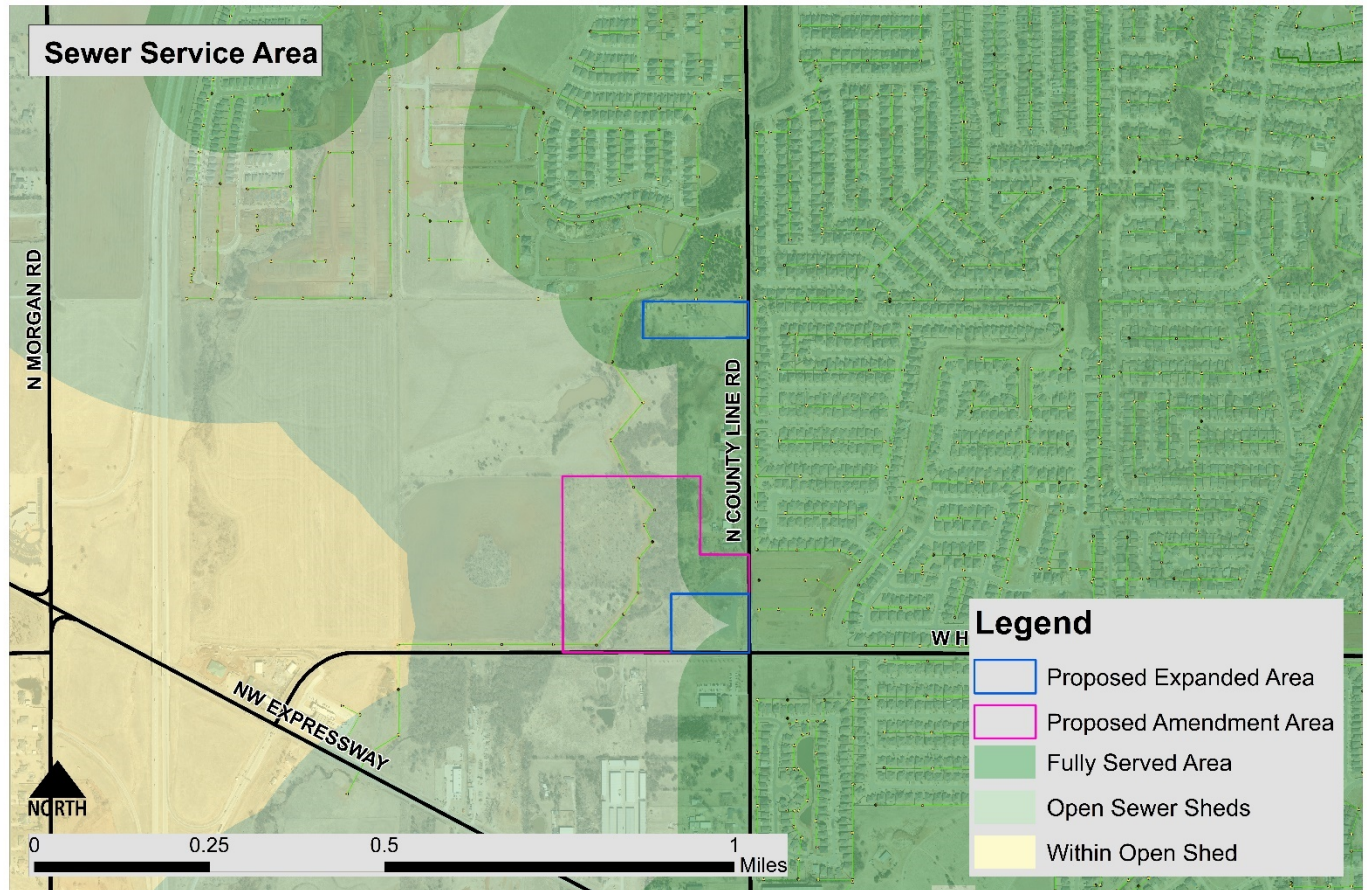 Sewer Service Area
N MORGAN RD
N COUNTY LINE RD
W H
NW EXPRESSWAY
NORTH
0 0.25 0.5 1
Miles
Legend
Proposed Expanded Area
Proposed Amendment Area
Fully Served Area
Open Sewer Sheds
Within Open Shed